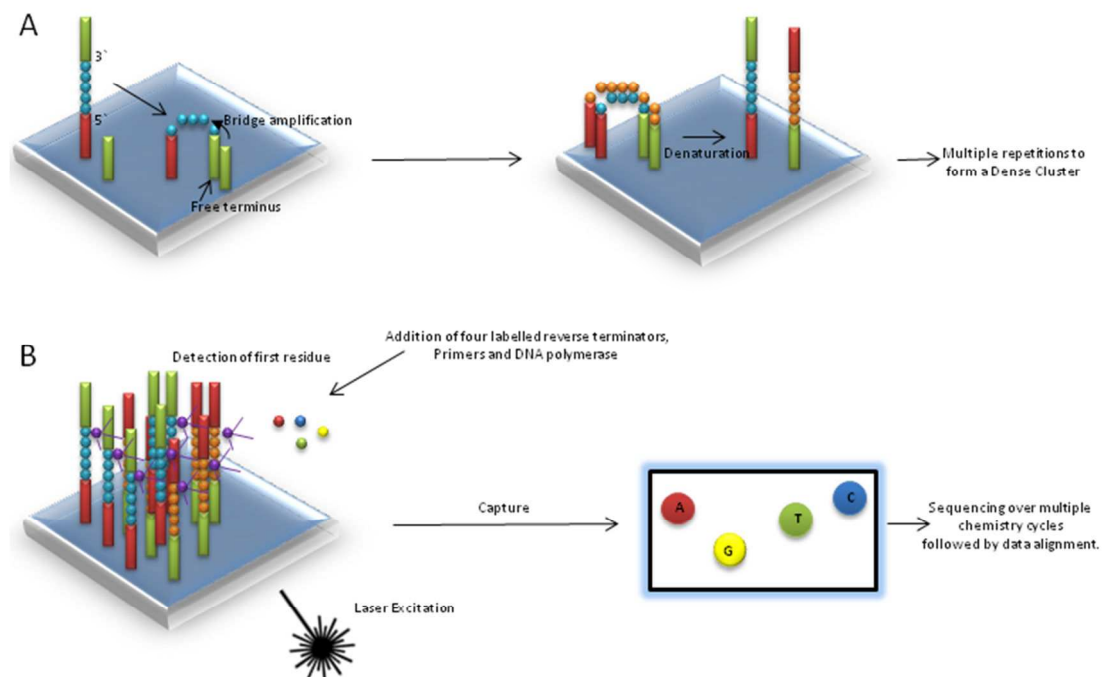 A
3`
5`
Bridge amplification
Free terminus
Denaturation
Multiple repetitions to
form a Dense Cluster
B
Detection of first residue
Addition of four labelled reverse terminators,
Primers and DNA polymerase
Capture
Laser Excitation
A
G
T
C
Sequencing over multiple
chemistry cycles
followed by data alignment.